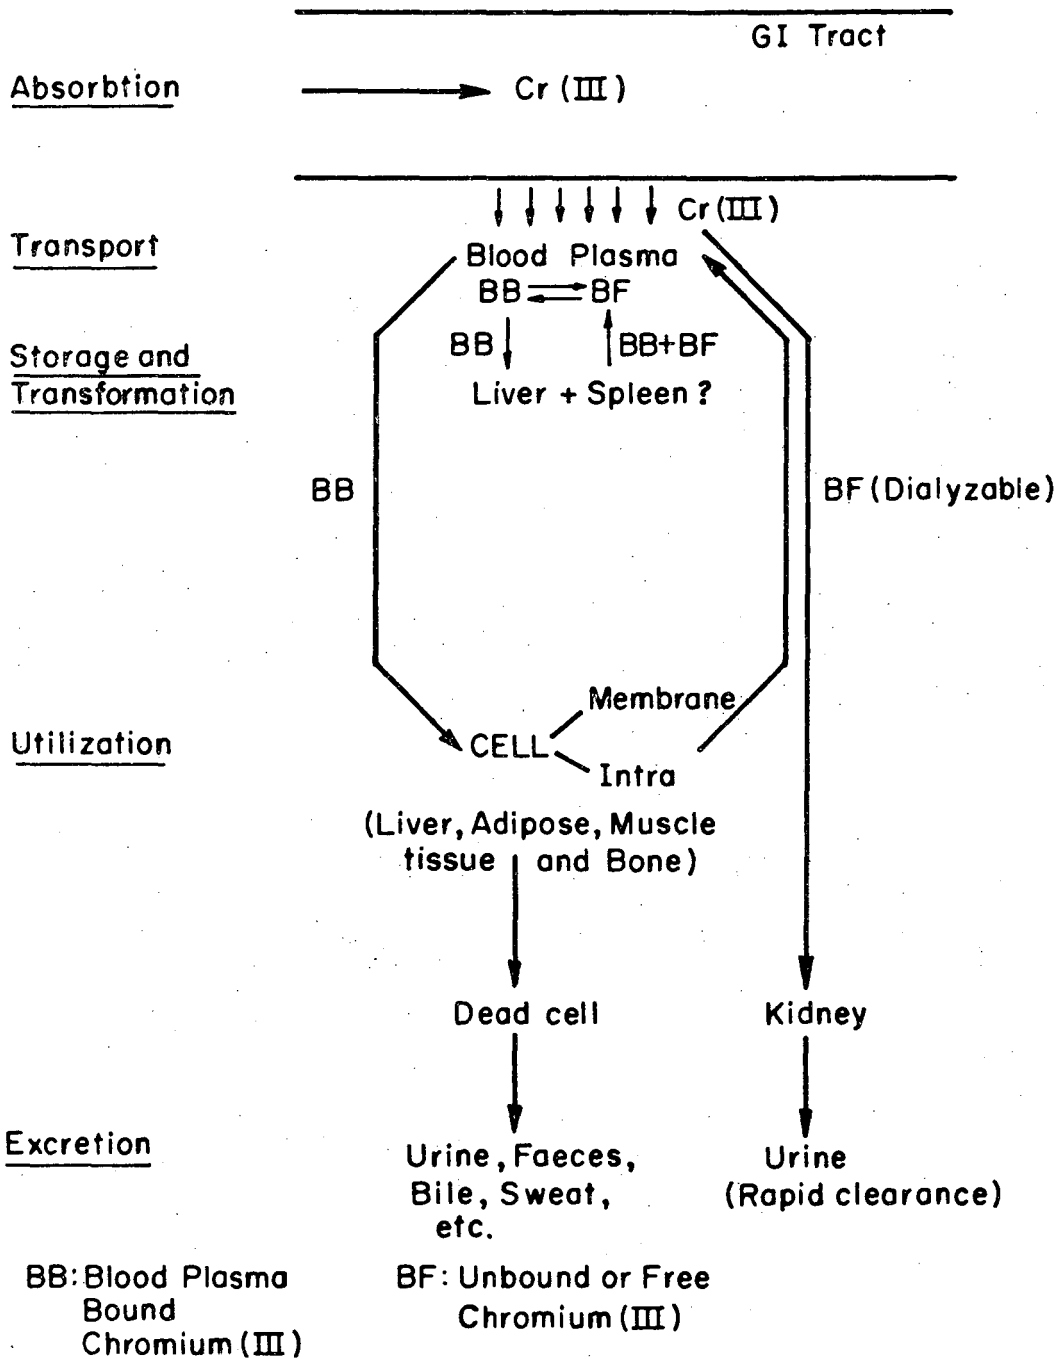 GI Tract
Absorbtion
Cr (III)
Cr (III)
Transport
Blood Plasma
BB BF
BB BB+BF
Storage and
Transformation
Liver + Spleen ?
BB
BF (Dialyzable)
Membrane
Utilization
CELL
Intra
(Liver, Adipose, Muscle
tissue and Bone)
Dead cell
Kidney
Excretion
Urine, Faeces,
Bile, Sweat,
etc.
Urine
(Rapid clearance)
BB: Blood Plasma
Bound
Chromium (III)
BF: Unbound or Free
Chromium (III)